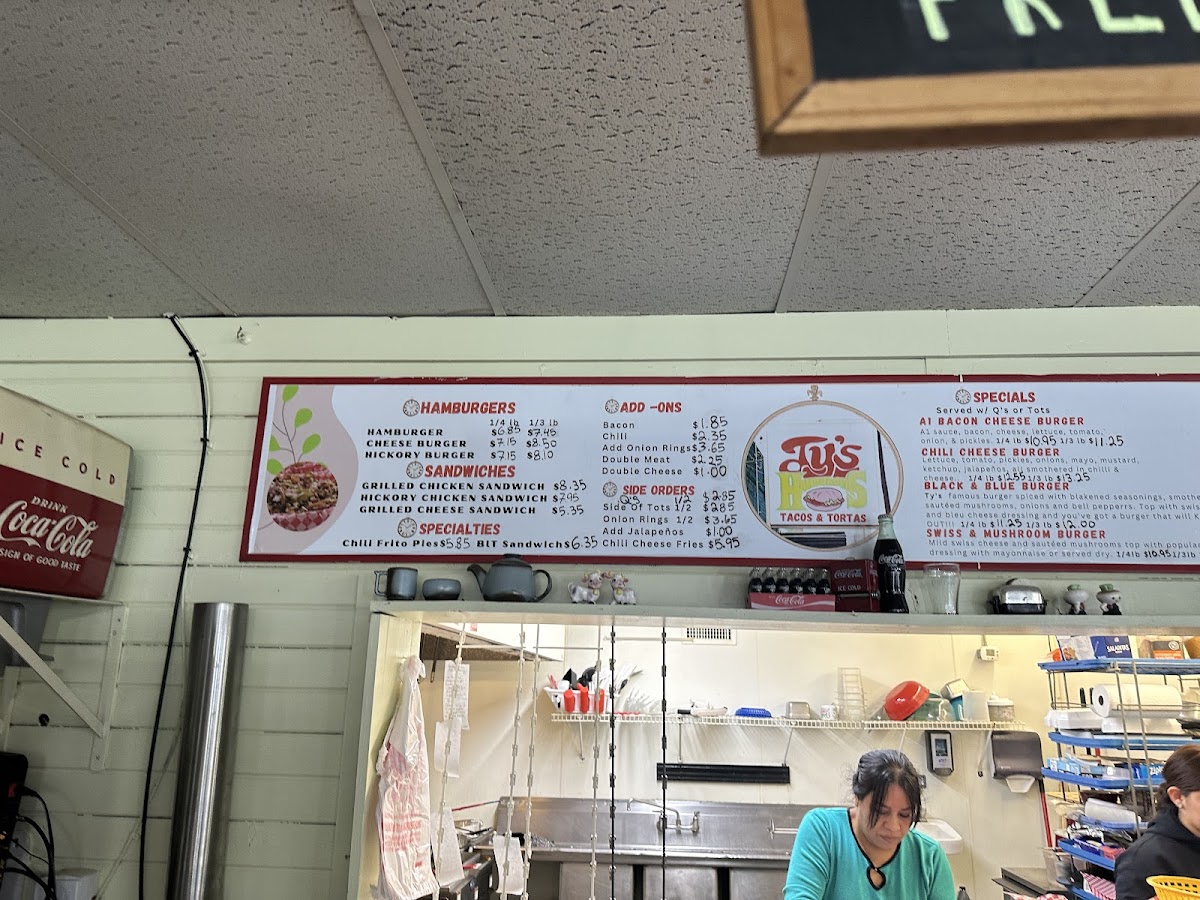 ICE COLD
DRINK
Coca-Cola
SIGN OF GOOD TASTE
HAMBURGERS
1/4 lb 1/3 lb
HAMBURGER $6.85 $7.45
CHEESE BURGER $7.15 $8.50
HICKORY BURGER $7.15 $8.10
SANDWICHES
GRILLED CHICKEN SANDWICH $8.35
HICKORY CHICKEN SANDWICH $7.95
GRILLED CHEESE SANDWICH $5.35
SPECIALTIES
Chili Frito Pies $5.85 BLT Sandwich $6.35
ADD -ONS
Bacon $1.85
Chili $2.35
Add Onion Rings $3.65
Double Meat $2.25
Double Cheese $1.00
SIDE ORDERS
Q's 1/2 $2.85
Side Of Tots 1/2 $2.85
Onion Rings 1/2 $3.65
Add Jalapeños $1.00
Chili Cheese Fries $5.95
Ty's
TACOS & TORTAS
SPECIALS
Served w/ Q's or Tots
A1 BACON CHEESE BURGER
A1 sauce, bacon, cheese, lettuce, tomato,
onion, & pickles. 1/4 lb $10.95 1/3 lb $11.25
CHILI CHEESE BURGER
Lettuce, tomato, pickles, onions, mayo, mustard,
ketchup, jalapeños, all smothered in chili &
cheese. 1/4 lb $12.55 1/3 lb $13.25
BLACK & BLUE BURGER
Ty's famous burger spiced with blakened seasonings,
sautéed mushrooms, onions and bell peppers. Top with
and bleu cheese dressing and you've got a burger that will
OUT!!! 1/4 lb $11.25 1/3 lb $12.00
SWISS & MUSHROOM BURGER
Mild swiss cheese and sautéed mushrooms top with popular
dressing with mayonnaise or served dry. 1/4 lb $10.95 1/3 lb
Coca-Cola
ICE COLD
Coca-Cola